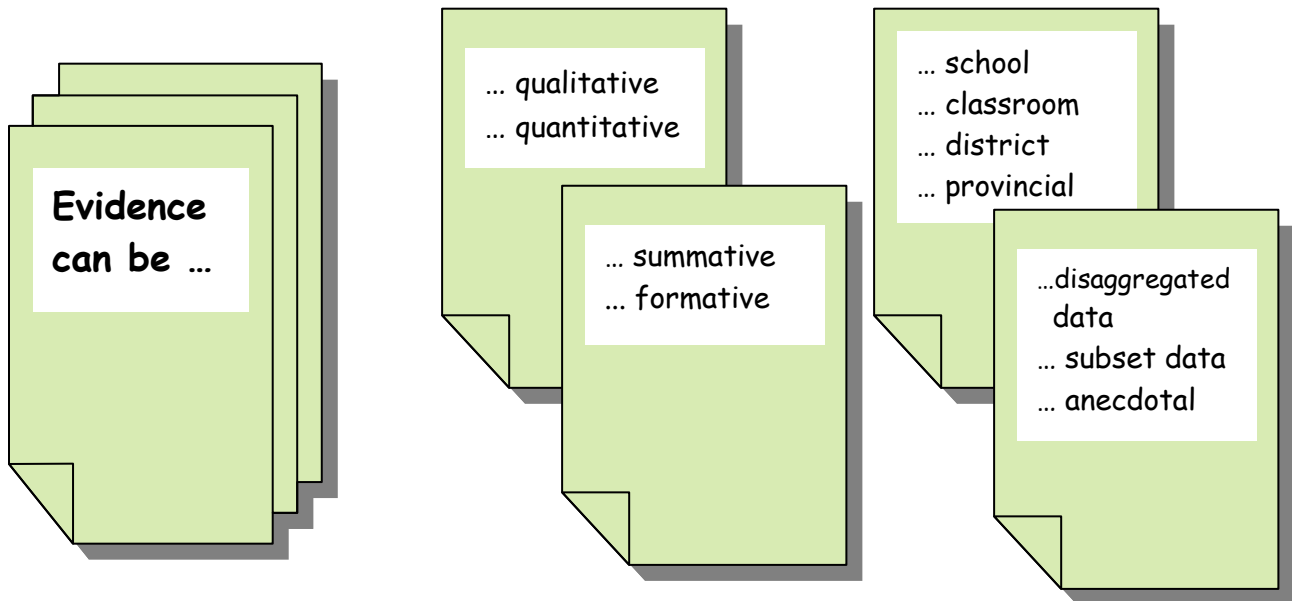 Evidence
can be …
… qualitative
… quantitative
… summative
... formative
… school
… classroom
… district
… provincial
…disaggregated
data
… subset data
… anecdotal